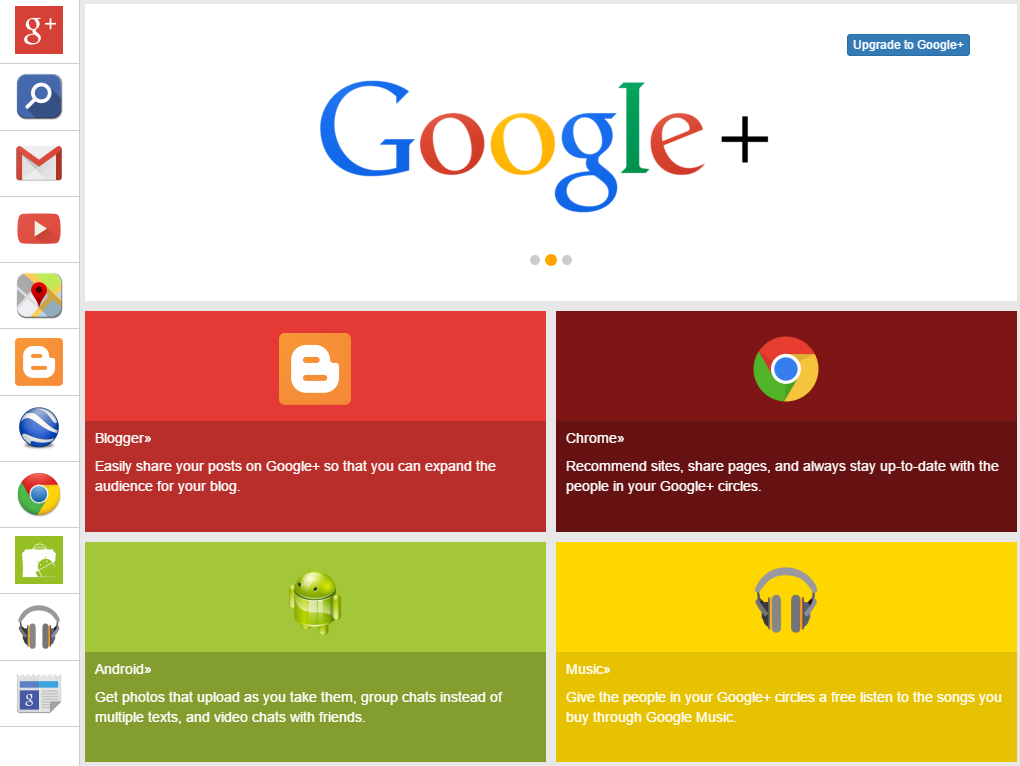 g+
Upgrade to Google+
Google+
Blogger»
Easily share your posts on Google+ so that you can expand the
audience for your blog.
Chrome»
Recommend sites, share pages, and always stay up-to-date with the
people in your Google+ circles.
Android»
Get photos that upload as you take them, group chats instead of
multiple texts, and video chats with friends.
Music»
Give the people in your Google+ circles a free listen to the songs you
buy through Google Music.
g